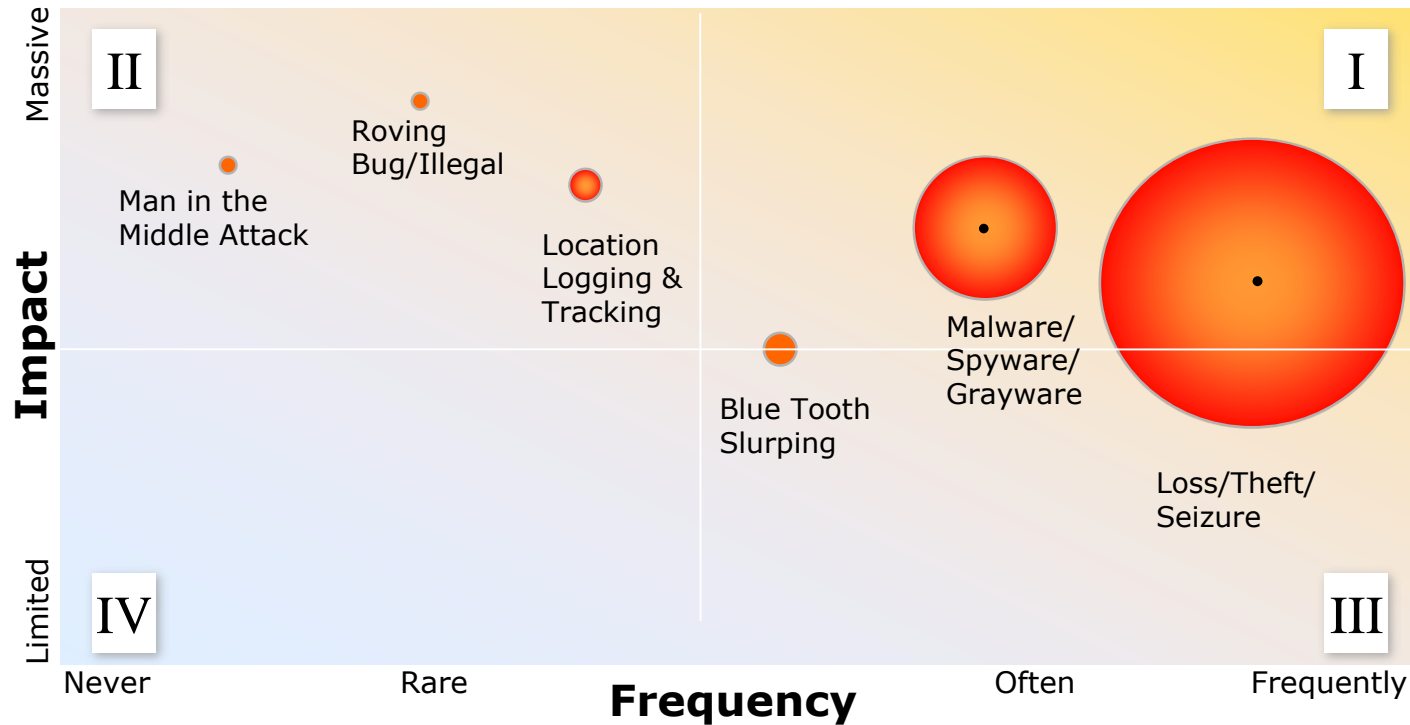 Massive
II
I
Roving
Bug/Illegal
Man in the
Middle Attack
Location
Logging &
Tracking
Impact
Malware/
Spyware/
Grayware
Blue Tooth
Slurping
Loss/Theft/
Seizure
Limited
IV
III
Never
Rare
Frequency
Often
Frequently